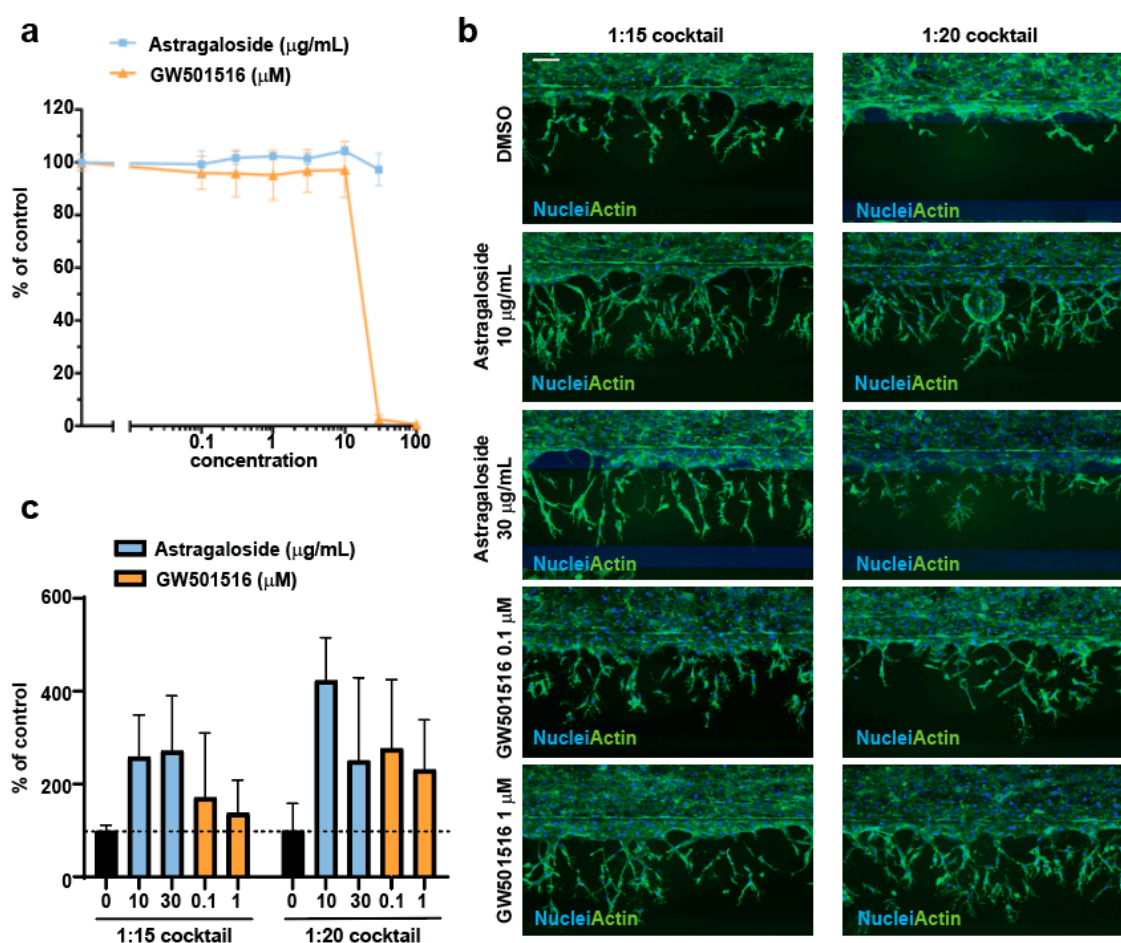 a
Astragaloside (μg/mL)
GW501516 (μM)
120
100
80
60
40
20
0
% of control
0.1
1
10
100
concentration
b
1:15 cocktail
1:20 cocktail
DMSO
NucleiActin
NucleiActin
Astragaloside
10 μg/mL
NucleiActin
NucleiActin
Astragaloside
30 μg/mL
NucleiActin
NucleiActin
GW501516 0.1 μM
NucleiActin
NucleiActin
GW501516 1 μM
NucleiActin
NucleiActin
c
Astragaloside (μg/mL)
GW501516 (μM)
600
400
200
0
% of control
0 10 30 0.1 1 0 10 30 0.1 1
1:15 cocktail 1:20 cocktail